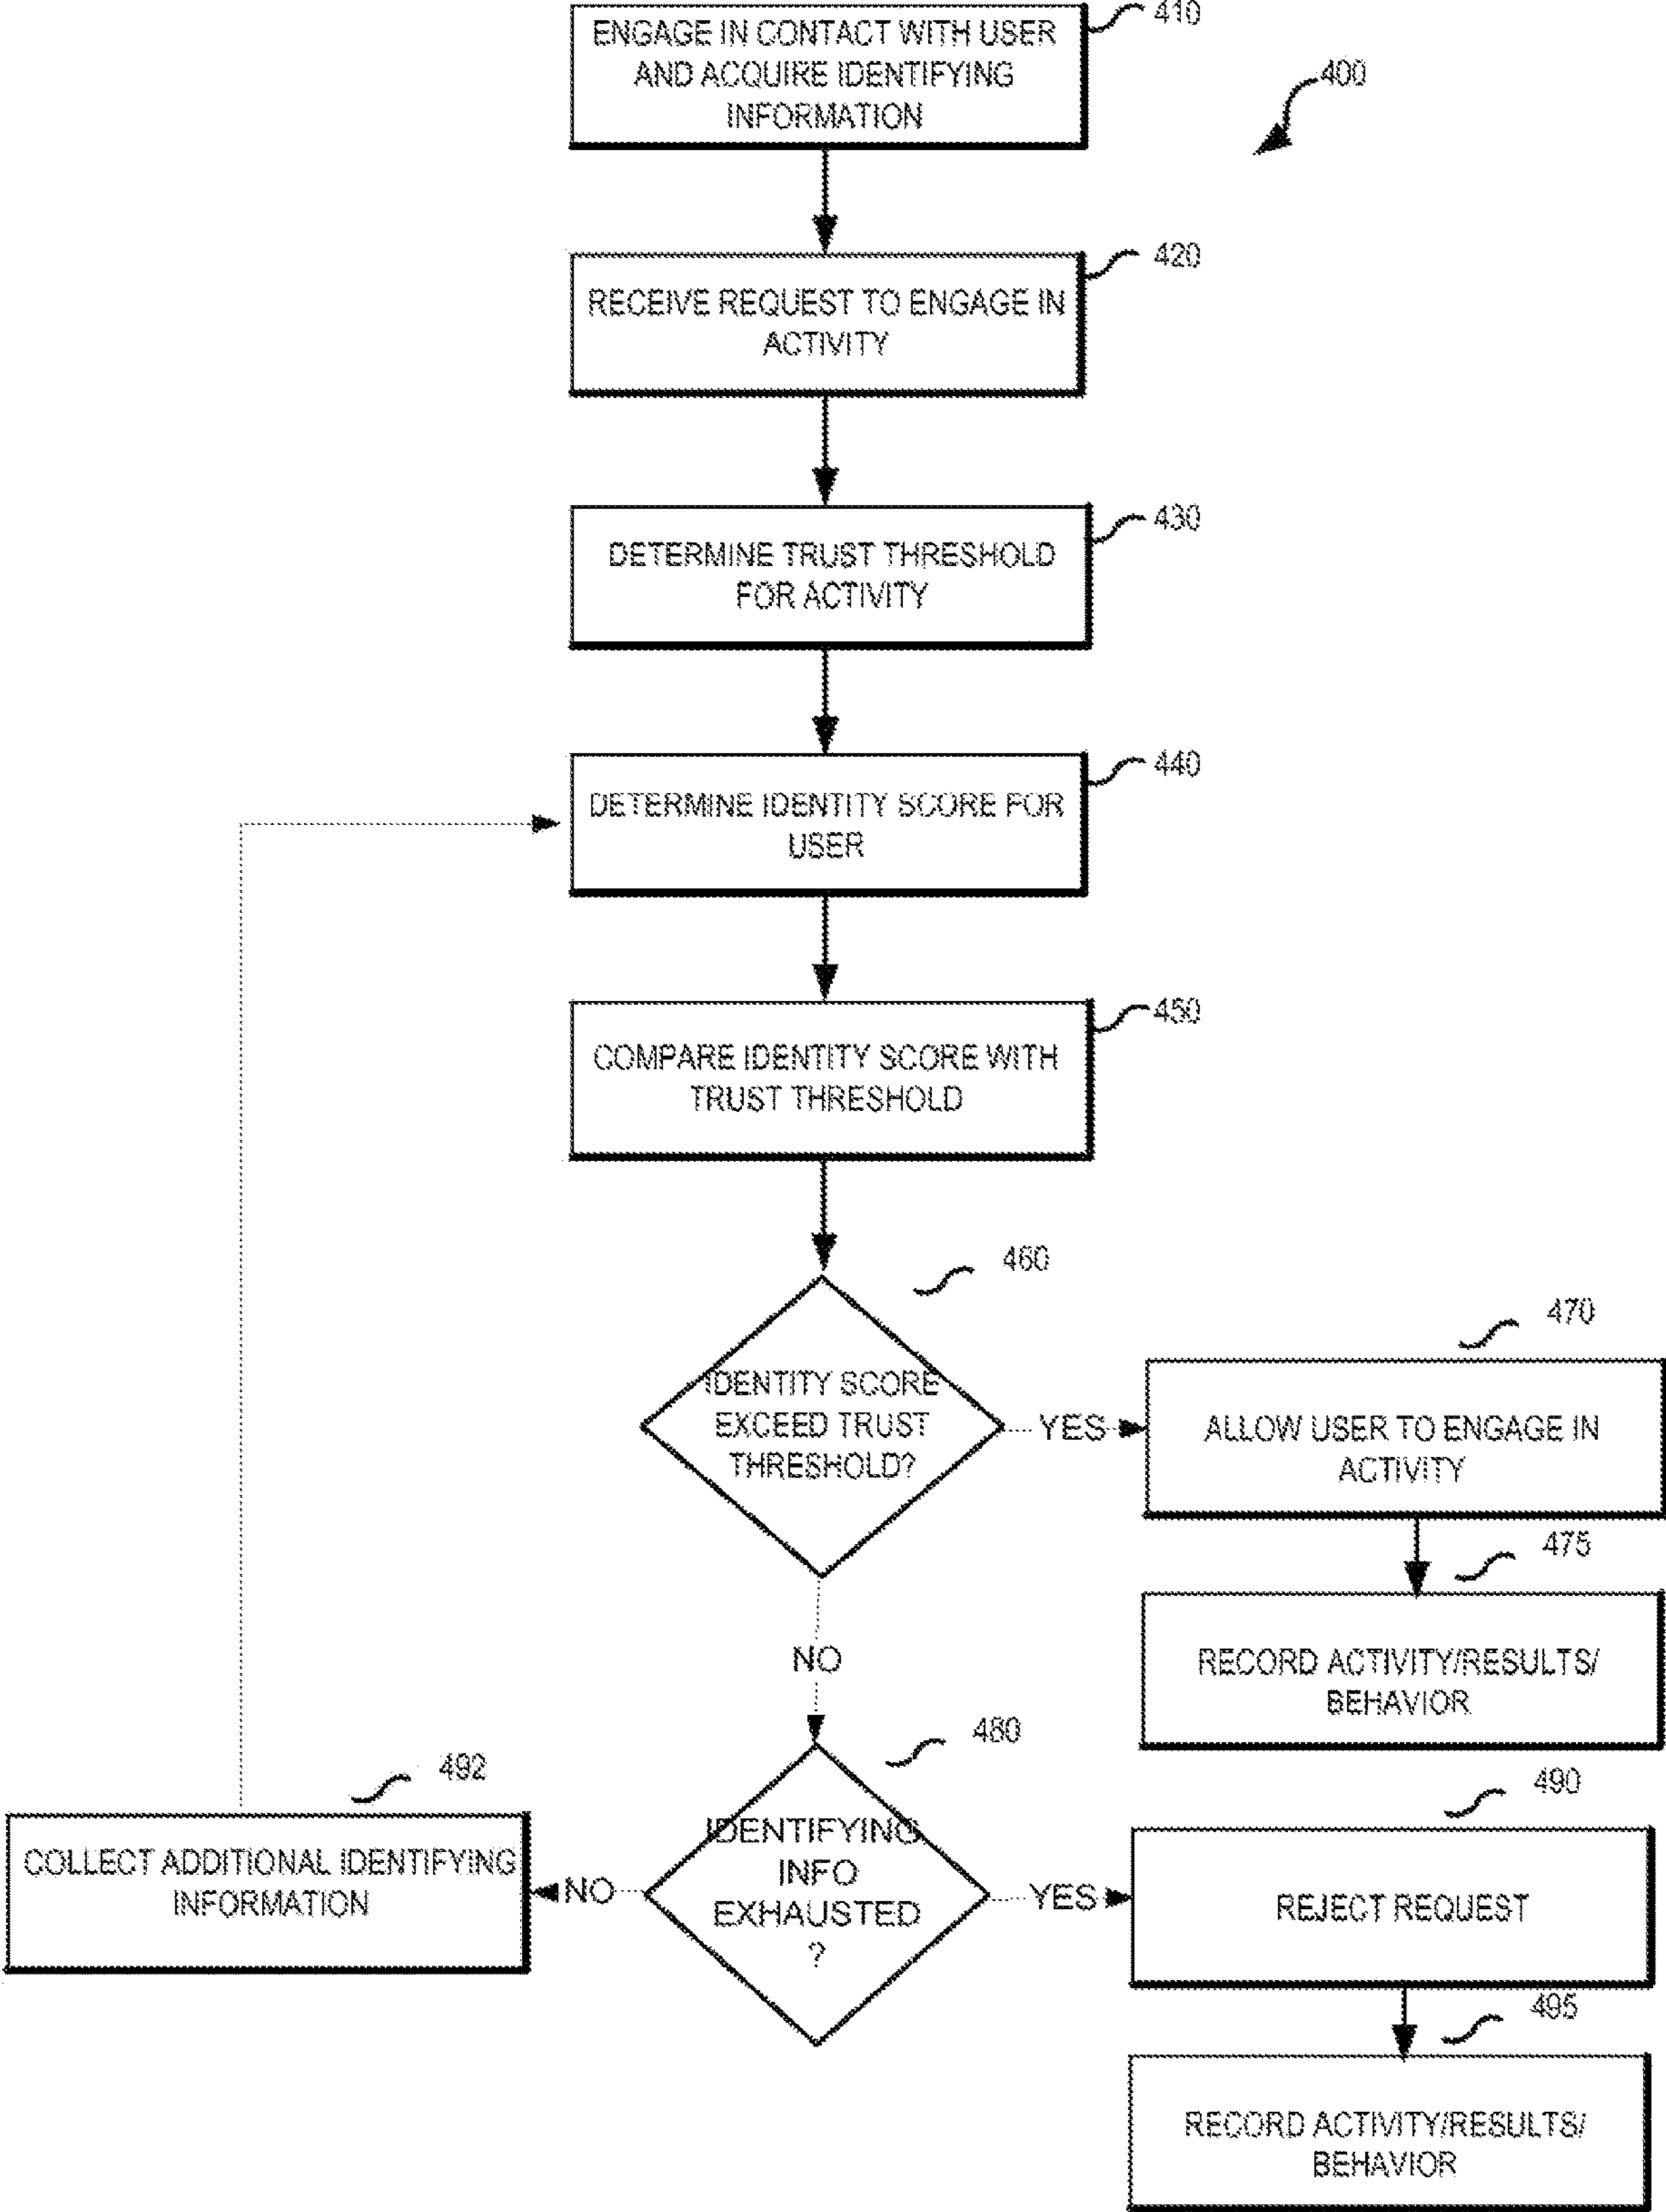 410
ENGAGE IN CONTACT WITH USER
AND ACQUIRE IDENTIFYING
INFORMATION
400
420
RECEIVE REQUEST TO ENGAGE IN
ACTIVITY
430
DETERMINE TRUST THRESHOLD
FOR ACTIVITY
440
DETERMINE IDENTITY SCORE FOR
USER
450
COMPARE IDENTITY SCORE WITH
TRUST THRESHOLD
460
IDENTITY SCORE
EXCEED TRUST
THRESHOLD?
YES
470
ALLOW USER TO ENGAGE IN
ACTIVITY
475
RECORD ACTIVITY/RESULTS/
BEHAVIOR
NO
480
IDENTIFYING
INFO
EXHAUSTED
?
NO
492
COLLECT ADDITIONAL IDENTIFYING
INFORMATION
YES
490
REJECT REQUEST
495
RECORD ACTIVITY/RESULTS/
BEHAVIOR